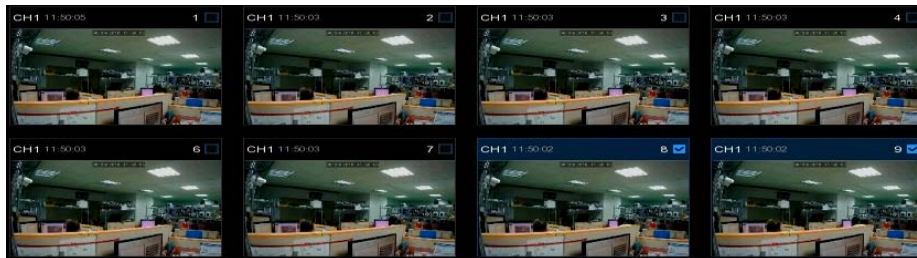 CH1 11:50:05 1
CH1 11:50:03 2
CH1 11:50:03 3
CH1 11:50:03 4
CH1 11:50:03 6
CH1 11:50:03 7
CH1 11:50:02 8
CH1 11:50:02 9